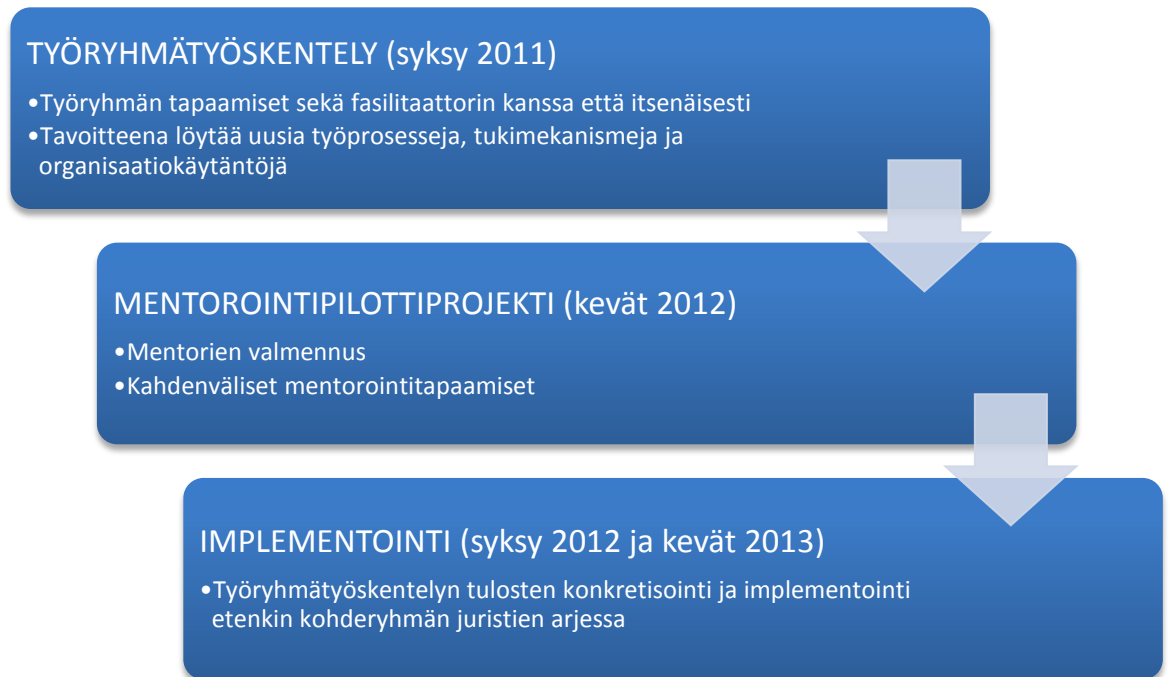 TYÖRYHMÄTYÖSKENTELY (syksy 2011)
•Työryhmän tapaamiset sekä fasilitaattorin kanssa että itsenäisesti
•Tavoitteena löytää uusia työprosesseja, tukimekanismeja ja
organisaatiokäytäntöjä
MENTOROINTIPILOTTIPROJEKTI (kevät 2012)
•Mentorien valmennus
•Kahdenväliset mentorointitapaamiset
IMPLEMENTOINTI (syksy 2012 ja kevät 2013)
•Työryhmätyöskentelyn tulosten konkretisointi ja implementointi
etenkin kohderyhmän juristien arjessa